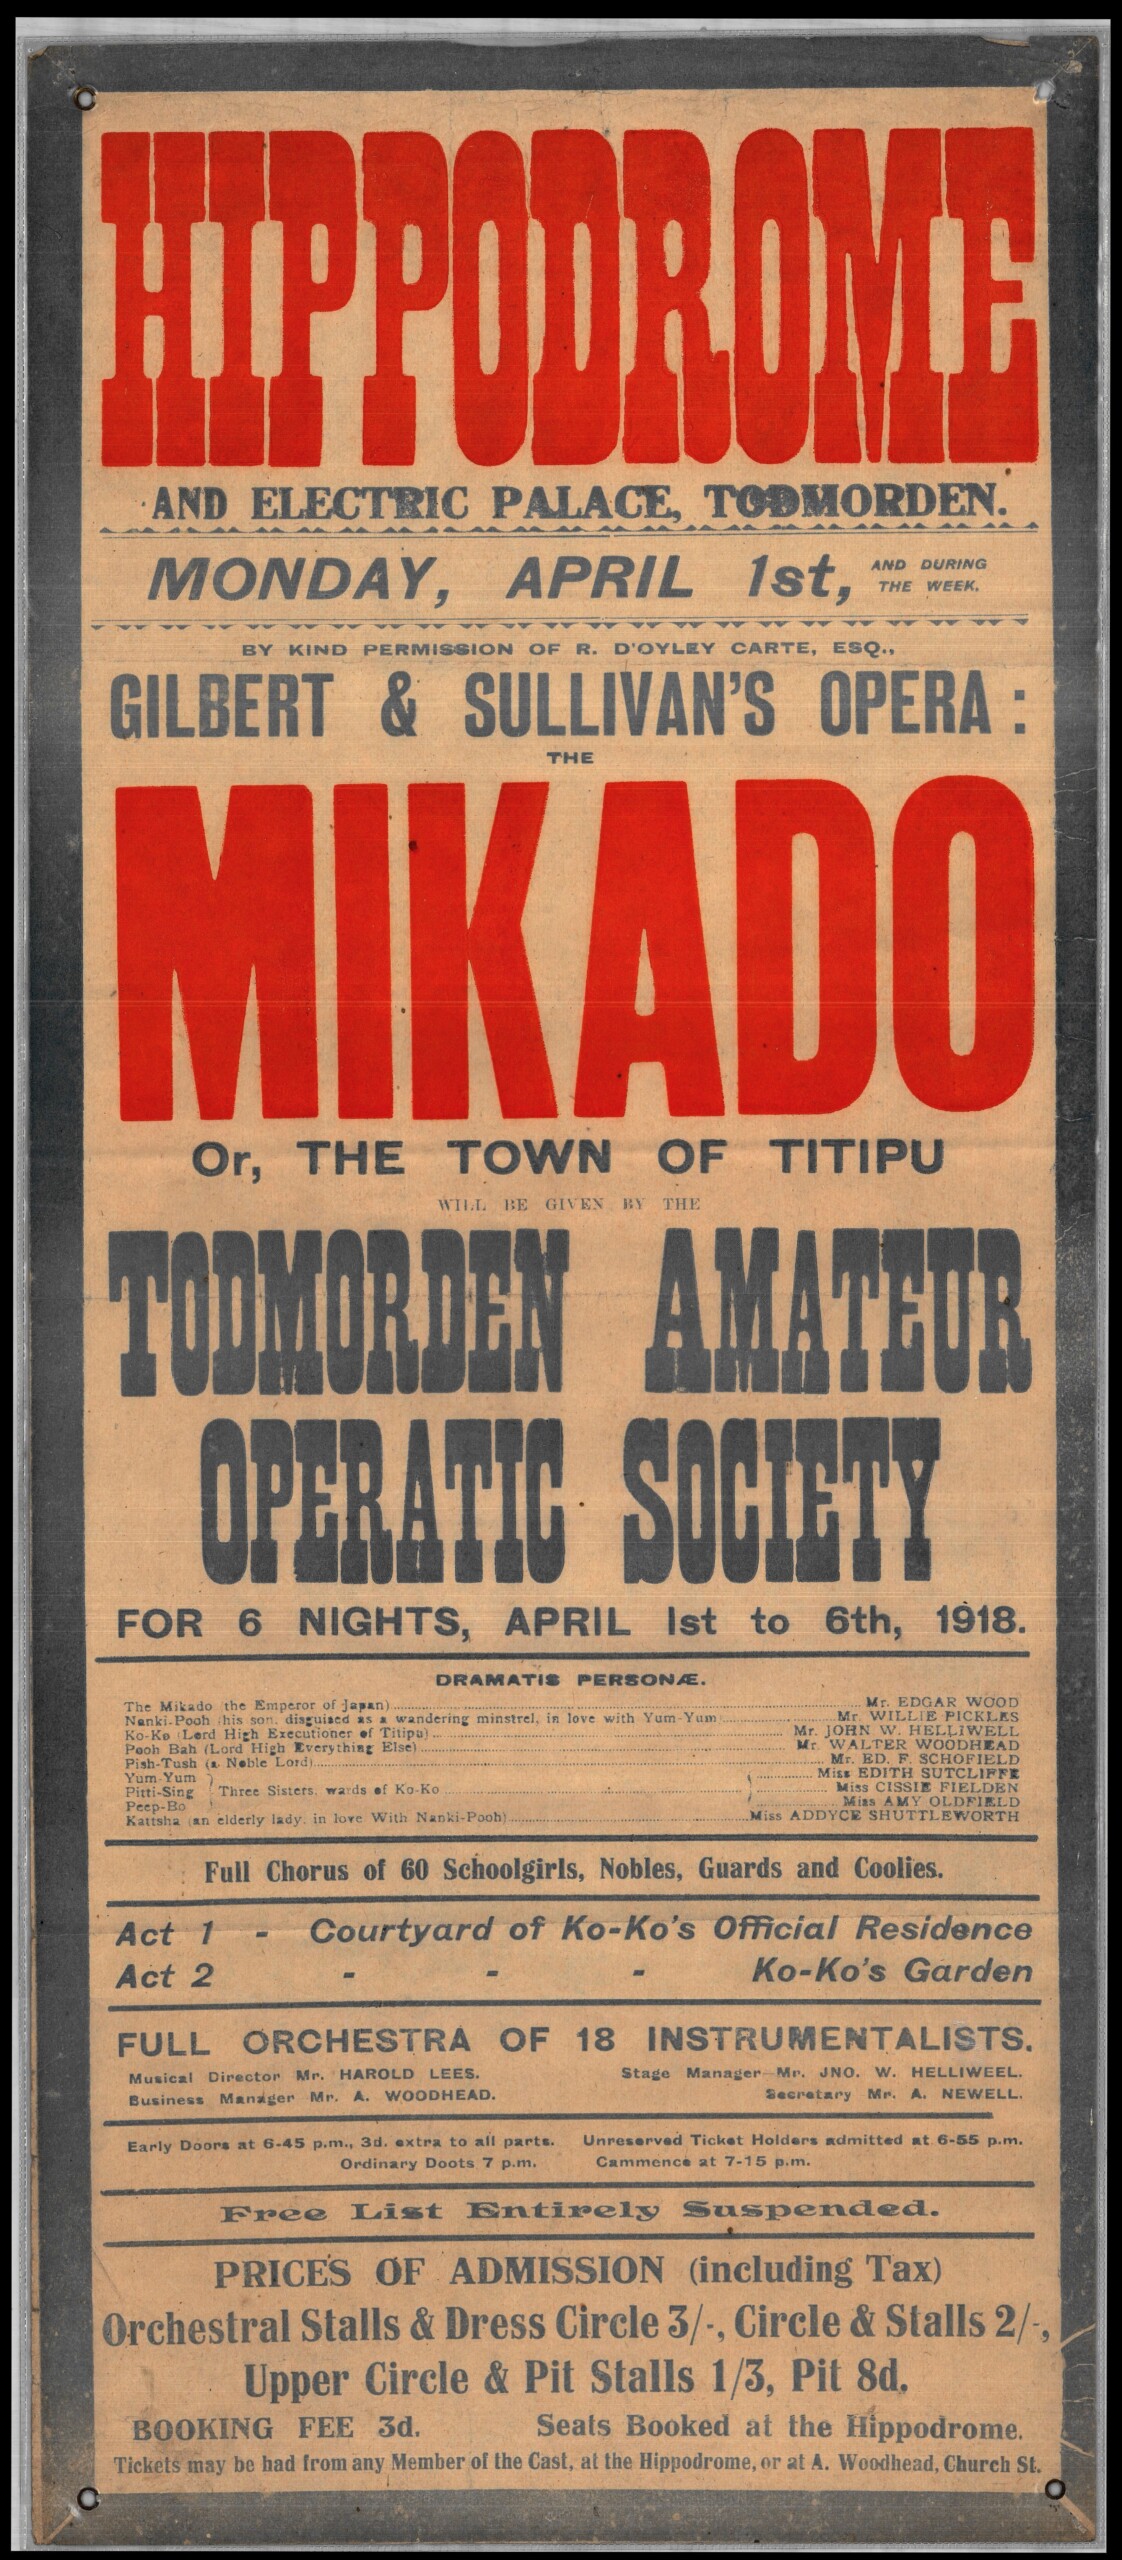 HIPPODROME
AND ELECTRIC PALACE, TODMORDEN.
MONDAY, APRIL 1st, AND DURING THE WEEK.
BY KIND PERMISSION OF R. D'OYLEY CARTE, ESQ.,
GILBERT & SULLIVAN'S OPERA :
THE
MIKADO
Or, THE TOWN OF TITIPU
WILL BE GIVEN BY THE
TODMORDEN AMATEUR
OPERATIC SOCIETY
FOR 6 NIGHTS, APRIL 1st to 6th, 1918.
DRAMATIS PERSONÆ.
The Mikado (the Emperor of Japan) Mr. EDGAR WOOD
Nanki-Pooh (his son, disguised as a wandering minstrel, in love with Yum-Yum) Mr. WILLIE PICKLES
Ko-Ko (Lord High Executioner of Titipu) Mr. JOHN W. HELLIWELL
Pooh Bah (Lord High Everything Else) Mr. WALTER WOODHEAD
Pish-Tush (a Noble Lord) Mr. ED. F. SCHOFIELD
Yum-Yum Miss EDITH SUTCLIFFE
Pitti-Sing Three Sisters, wards of Ko-Ko Miss CISSIE FIELDEN
Peep-Bo Miss AMY OLDFIELD
Kattsha (an elderly lady, in love With Nanki-Pooh) Miss ADDYCE SHUTTLEWORTH
Full Chorus of 60 Schoolgirls, Nobles, Guards and Coolies.
Act 1 - Courtyard of Ko-Ko's Official Residence
Act 2 - - - Ko-Ko's Garden
FULL ORCHESTRA OF 18 INSTRUMENTALISTS.
Musical Director Mr. HAROLD LEES. Stage Manager Mr. JNO. W. HELLIWEEL.
Business Manager Mr. A. WOODHEAD. Secretary Mr. A. NEWELL.
Early Doors at 6-45 p.m., 3d. extra to all parts. Unreserved Ticket Holders admitted at 6-55 p.m.
Ordinary Doots 7 p.m. Cammence at 7-15 p.m.
Free List Entirely Suspended.
PRICES OF ADMISSION (including Tax)
Orchestral Stalls & Dress Circle 3/-, Circle & Stalls 2/-,
Upper Circle & Pit Stalls 1/3, Pit 8d.
BOOKING FEE 3d. Seats Booked at the Hippodrome.
Tickets may be had from any Member of the Cast, at the Hippodrome, or at A. Woodhead, Church St.